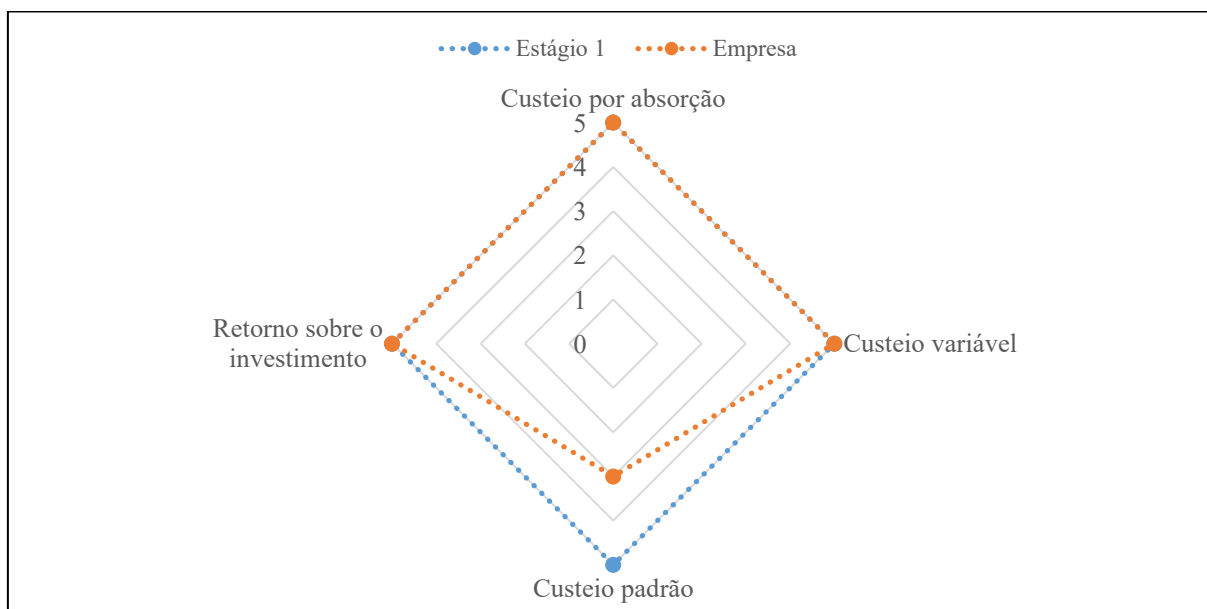 Estágio 1
Empresa
Custeio por absorção
5
4
3
2
1
0
Retorno sobre o
investimento
Custeio variável
Custeio padrão